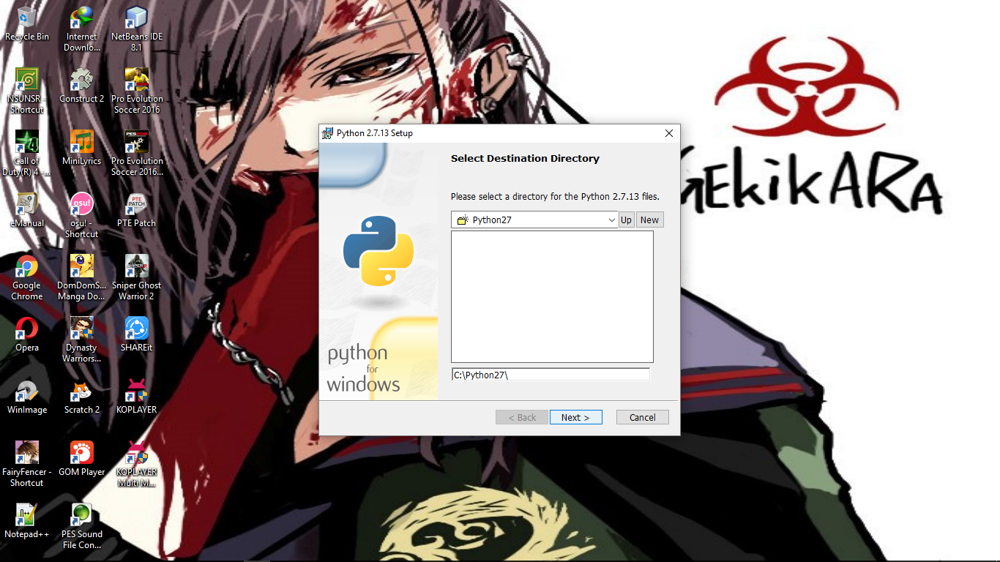 Recycle Bin
Internet
Downlo...
NetBeans IDE
8.1
NSUNSR -
Shortcut
Construct 2
Pro Evolution
Soccer 2016
Call of
Duty(R) 4 -...
MiniLyrics
Pro Evolution
Soccer 2016...
eManual
osu! -
Shortcut
PTE Patch
Google
Chrome
DomDomS...
Manga Do...
Sniper Ghost
Warrior 2
Opera
Dynasty
Warriors...
SHAREit
WinImage
Scratch 2
KOPLAYER
FairyFencer -
Shortcut
GOM Player
KOPLAYER
Multi M...
Notepad++
PES Sound
File Con...
osu!
PTE
PATCH
Python 2.7.13 Setup
Select Destination Directory
Please select a directory for the Python 2.7.13 files.
Python27
Up
New
C:\Python27\
python
for
windows
< Back
Next >
Cancel
GEkikARA